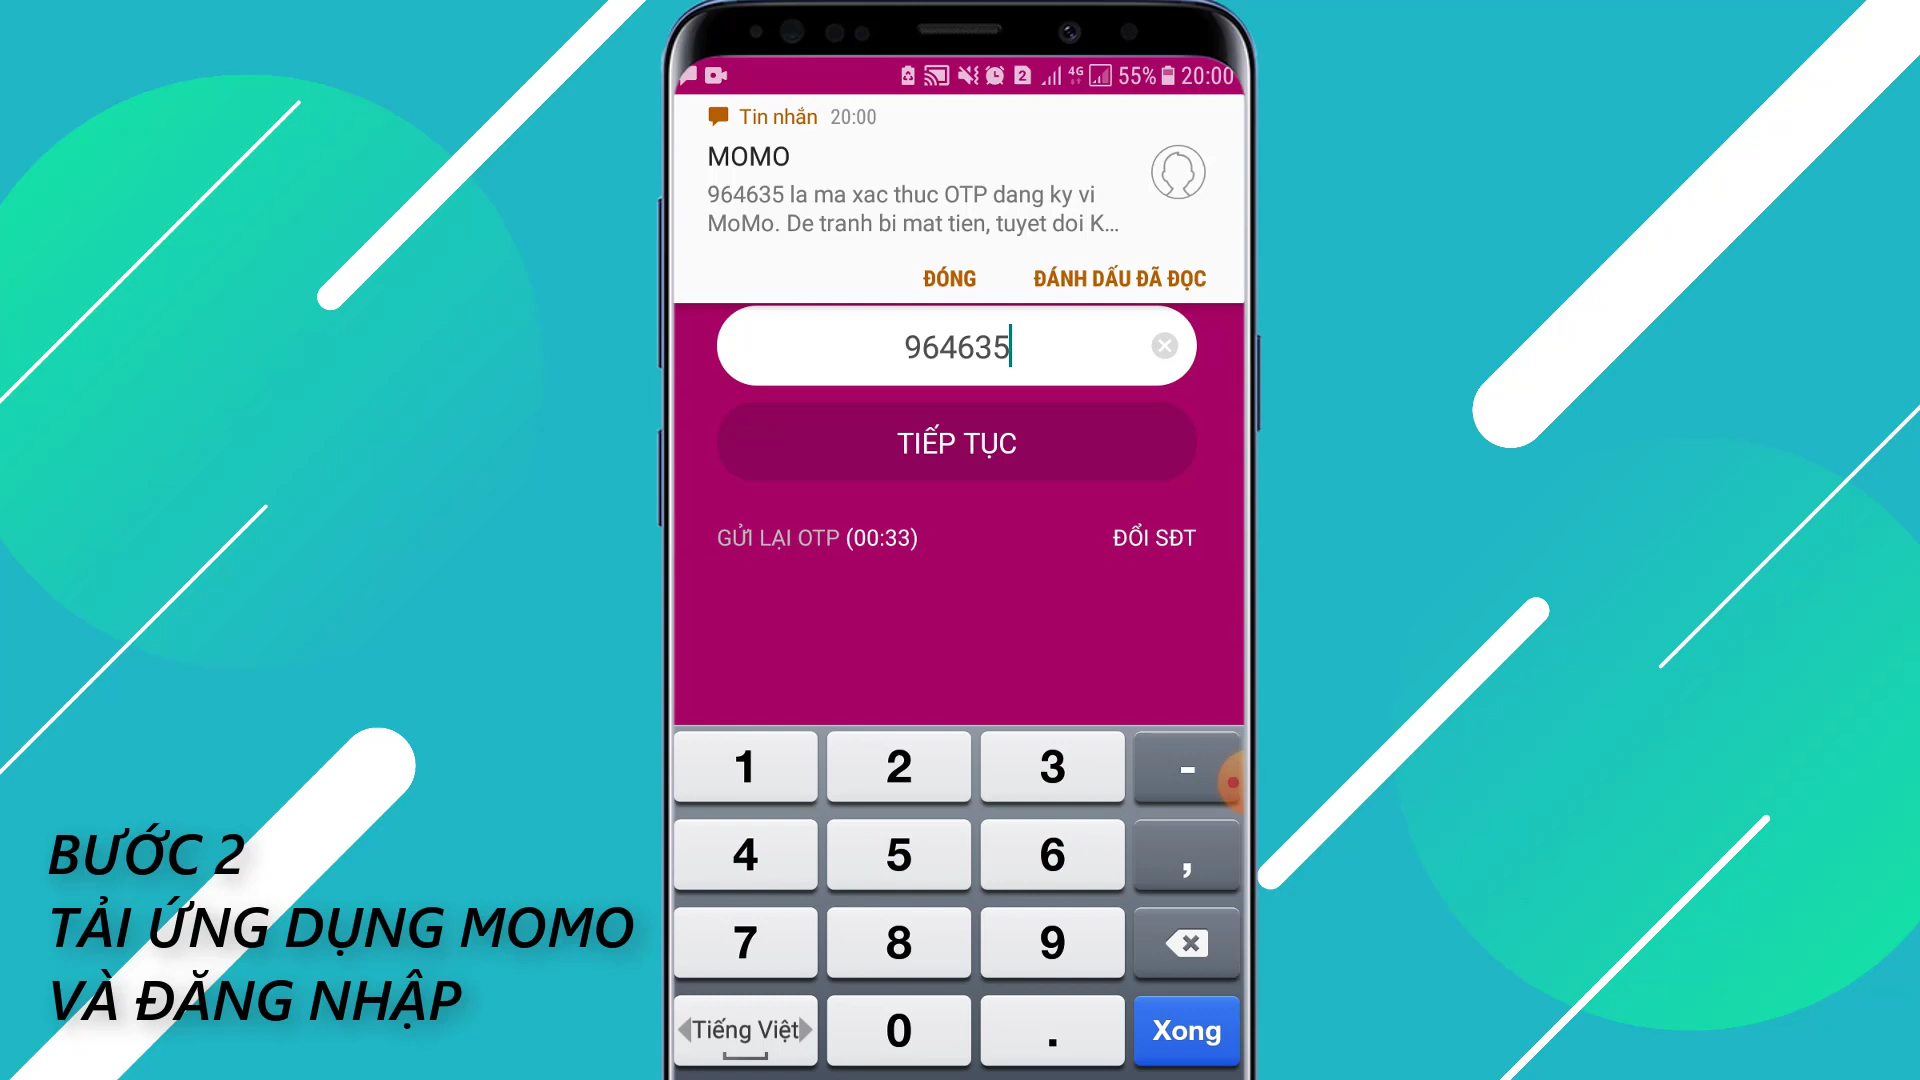 2 4G 55% 20:00
Tin nhắn 20:00
MOMO
964635 la ma xac thuc OTP dang ky vi
MoMo. De tranh bi mat tien, tuyet doi K...
ĐÓNG ĐÁNH DẤU ĐÃ ĐỌC
964635
TIẾP TỤC
GỬI LẠI OTP (00:33) ĐỔI SĐT
1 2 3 -
4 5 6 ,
7 8 9
Tiếng Việt 0 . Xong
BƯỚC 2
TẢI ỨNG DỤNG MOMO
VÀ ĐĂNG NHẬP